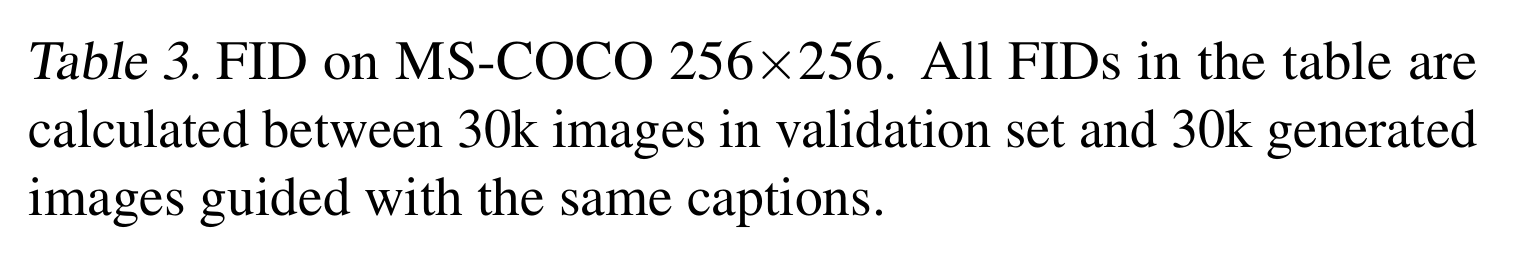 Table 3. FID on MS-COCO 256×256. All FIDs in the table are
calculated between 30k images in validation set and 30k generated
images guided with the same captions.